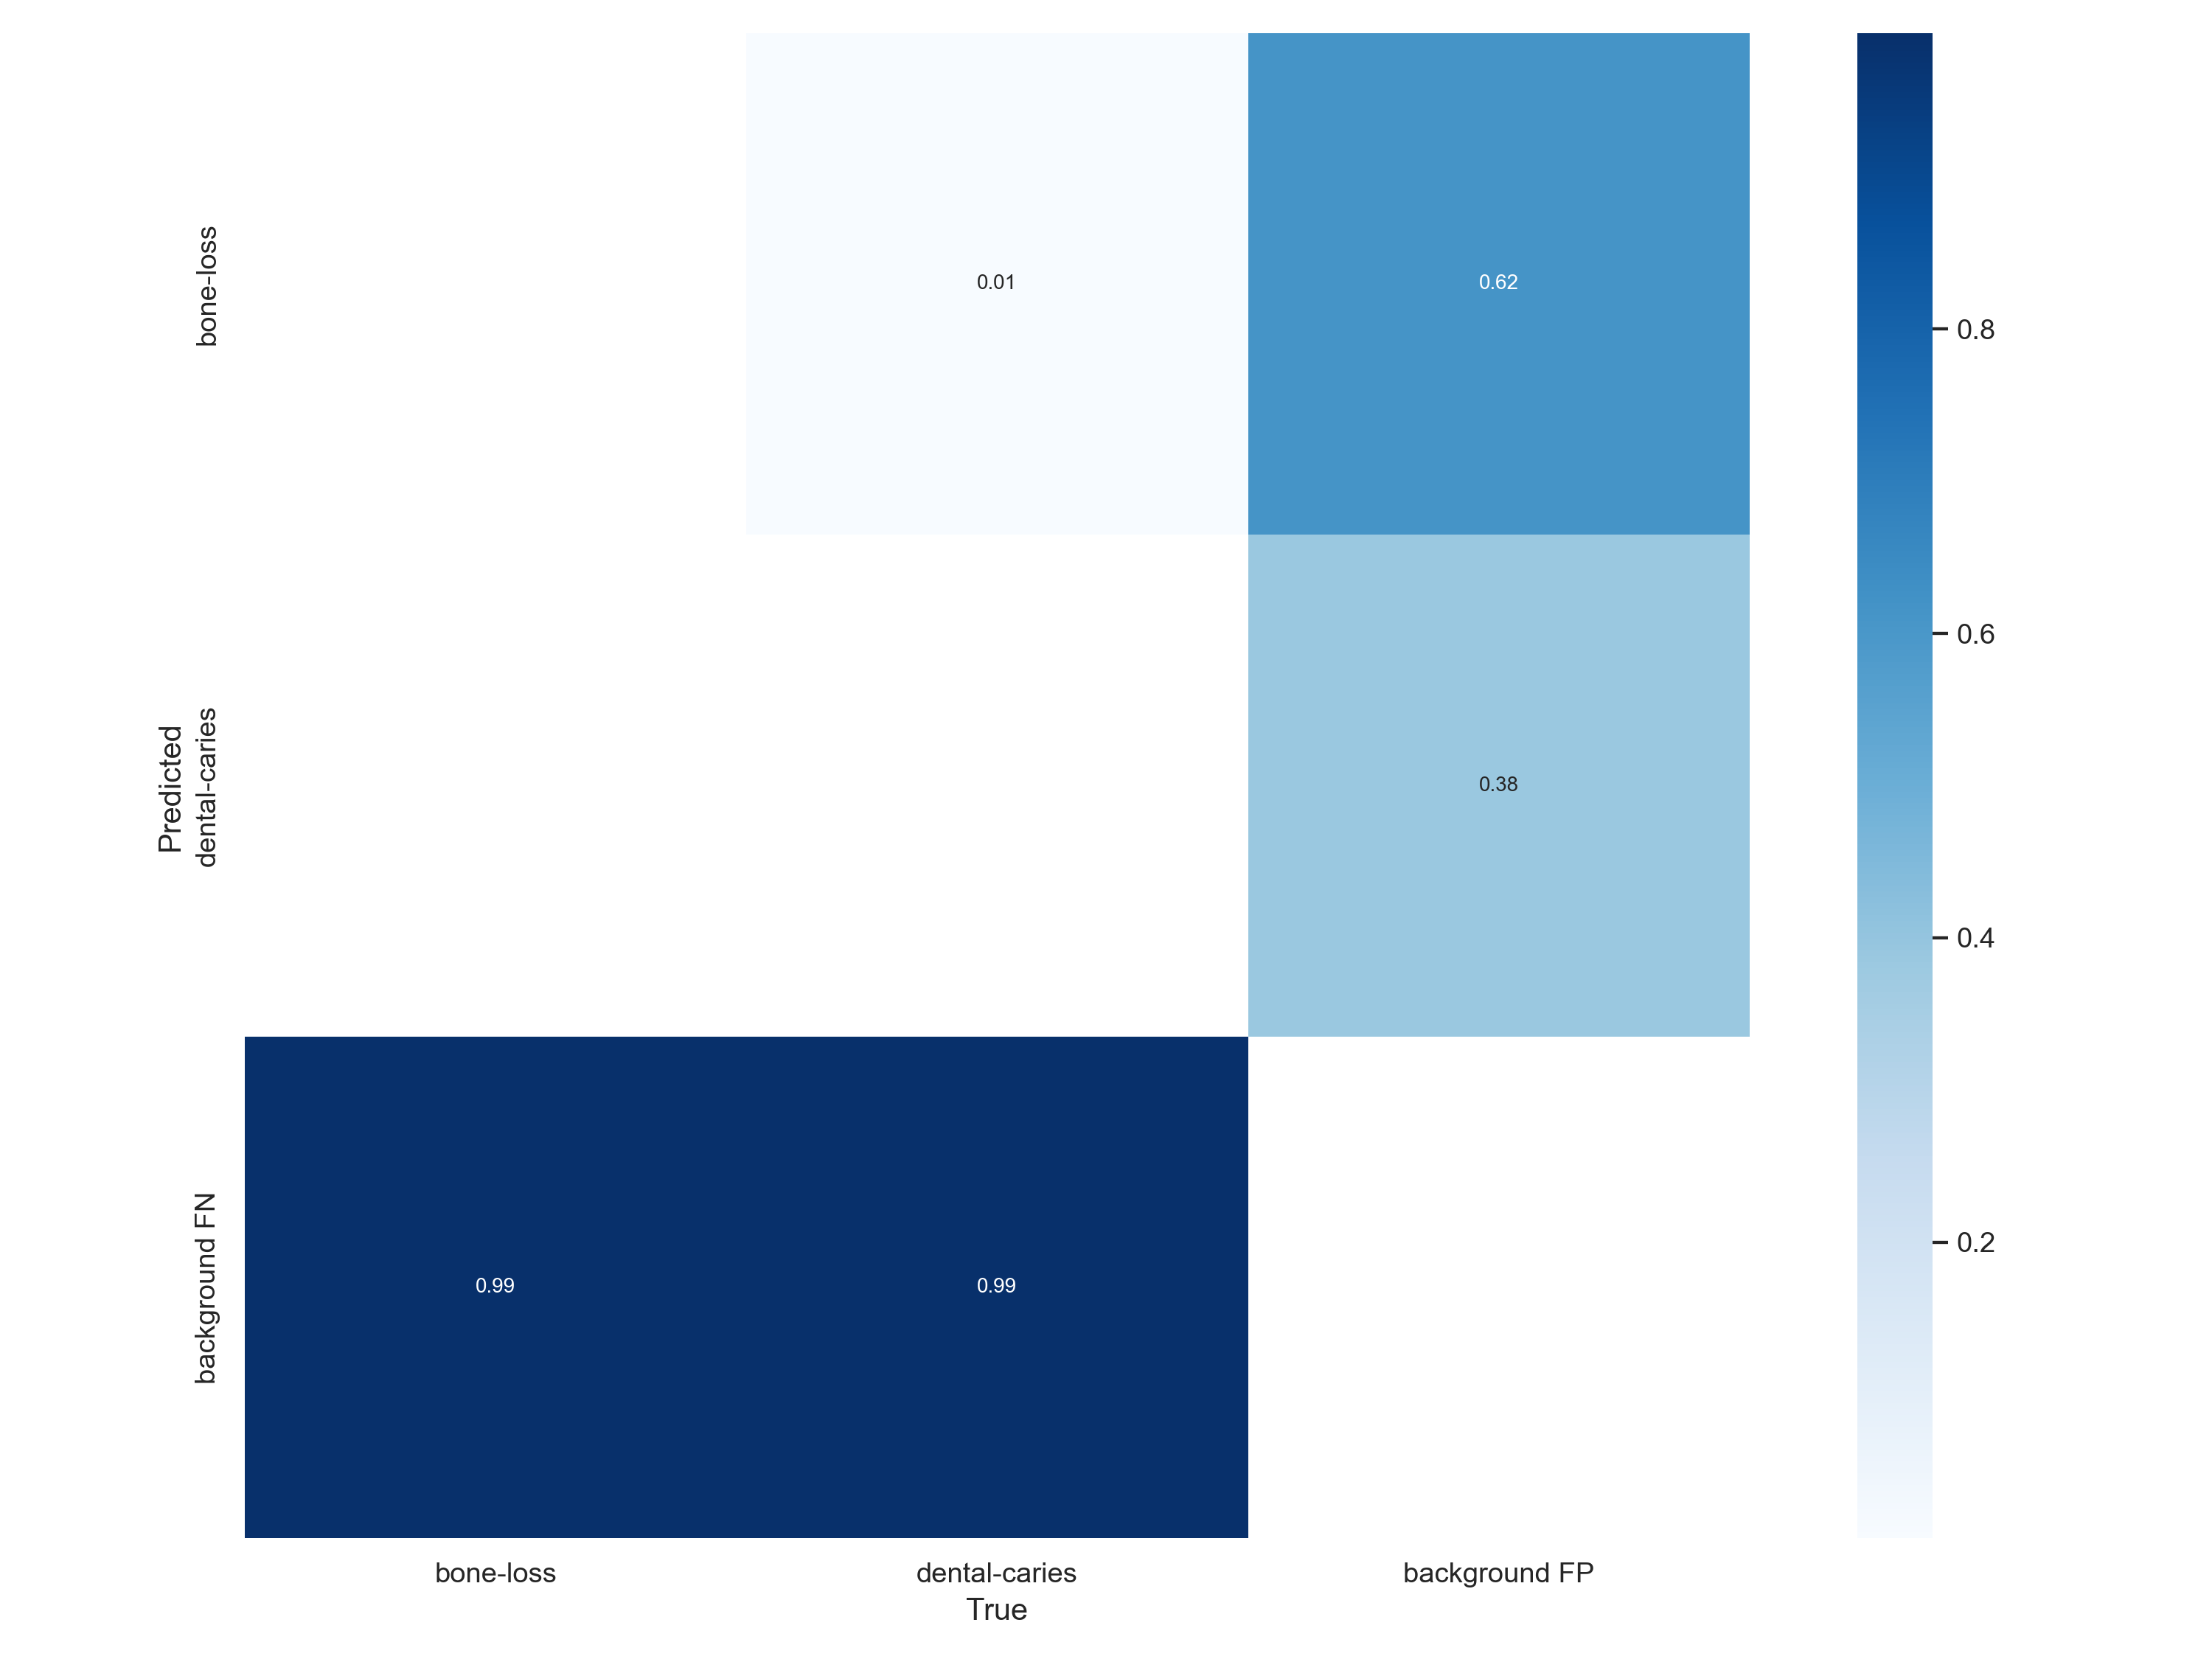 bone-loss
0.01
0.62
Predicted
dental-caries
0.38
background FN
0.99
0.99
bone-loss
dental-caries
background FP
True
0.8
0.6
0.4
0.2